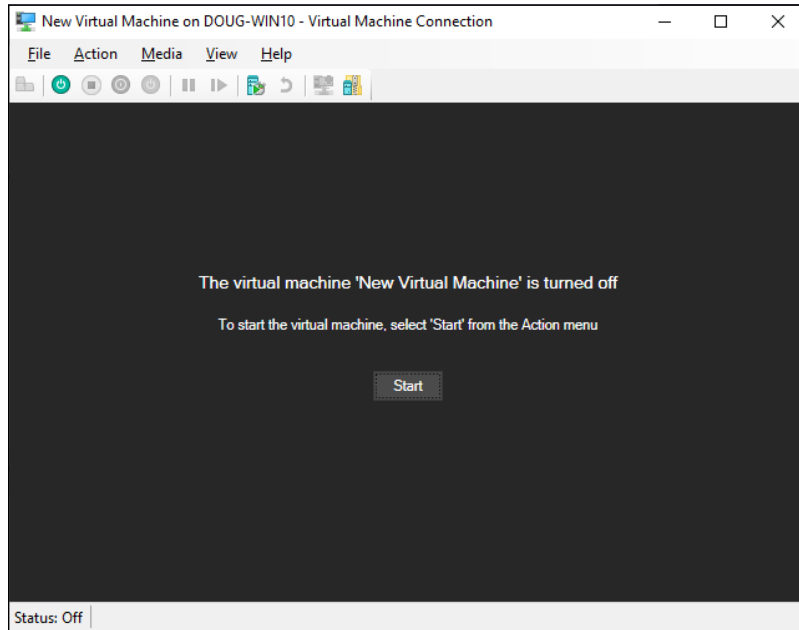 New Virtual Machine on DOUG-WIN10 - Virtual Machine Connection
File Action Media View Help
The virtual machine 'New Virtual Machine' is turned off
To start the virtual machine, select 'Start' from the Action menu
Start
Status: Off